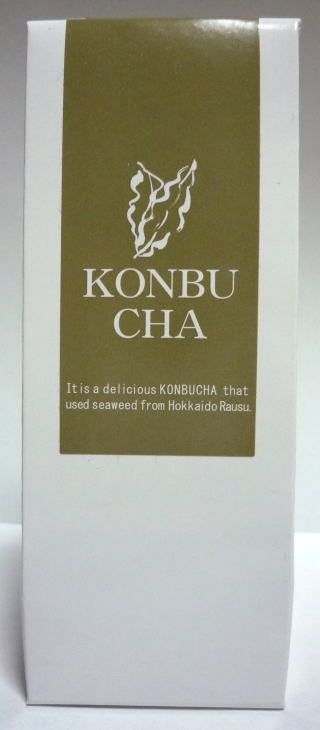 KONBU
CHA
It is a delicious KONBUCHA that
used seaweed from Hokkaido Rausu.